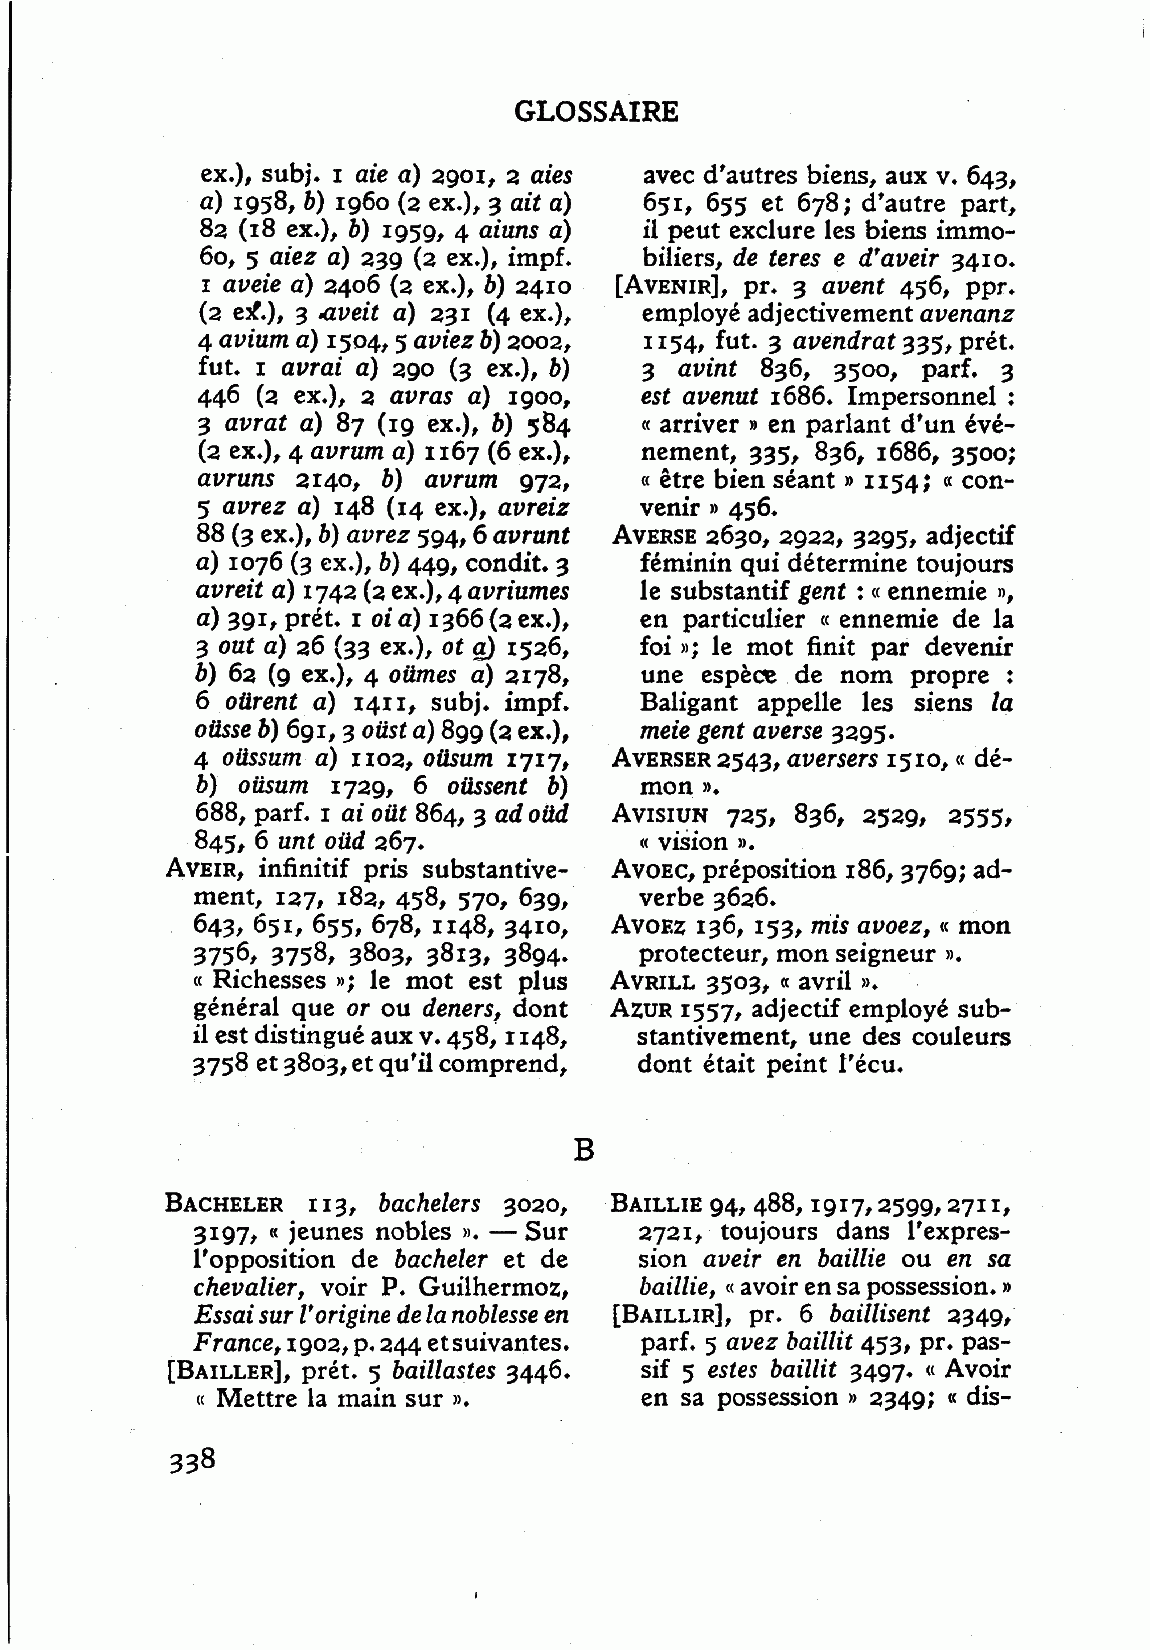 GLOSSAIRE
ex.), subj. 1 aie a) 2901, 2 aies
a) 1958, b) 1960 (2 ex.), 3 ait a)
82 (18 ex.), b) 1959, 4 aiuns a)
60, 5 aiez a) 239 (2 ex.), impf.
1 aveie a) 2406 (2 ex.), b) 2410
(2 ex.), 3 aveit a) 231 (4 ex.),
4 avium a) 1504, 5 aviez b) 2002,
fut. 1 avrai a) 290 (3 ex.), b)
446 (2 ex.), 2 avras a) 1900,
3 avrat a) 87 (19 ex.), b) 584
(2 ex.), 4 avrum a) 1167 (6 ex.),
avruns 2140, b) avrum 972,
5 avrez a) 148 (14 ex.), avreiz
88 (3 ex.), b) avrez 594, 6 avrunt
a) 1076 (3 ex.), b) 449, condit. 3
avreit a) 1742 (2 ex.), 4 avriumes
a) 391, prét. 1 oi a) 1366 (2 ex.),
3 out a) 26 (33 ex.), ot a) 1526,
b) 62 (9 ex.), 4 oümes a) 2178,
6 oürent a) 1411, subj. impf.
oüsse b) 691, 3 oüst a) 899 (2 ex.),
4 oüssum a) 1102, oüsum 1717,
b) oüsum 1729, 6 oüssent b)
688, parf. 1 ai oüt 864, 3 ad oüd
845, 6 unt oüd 267.
AVEIR, infinitif pris substantive-
ment, 127, 182, 458, 570, 639,
643, 651, 655, 678, 1148, 3410,
3756, 3758, 3803, 3813, 3894.
« Richesses »; le mot est plus
général que or ou deners, dont
il est distingué aux v. 458, 1148,
3758 et 3803, et qu'il comprend,
avec d'autres biens, aux v. 643,
651, 655 et 678; d'autre part,
il peut exclure les biens immo-
biliers, de teres e d'aveir 3410.
[AVENIR], pr. 3 avent 456, ppr.
employé adjectivement avenanz
1154, fut. 3 avendrat 335, prét.
3 avint 836, 3500, parf. 3
est avenut 1686. Impersonnel :
« arriver » en parlant d'un évé-
nement, 335, 836, 1686, 3500;
« être bien séant » 1154; « con-
venir » 456.
AVERSE 2630, 2922, 3295, adjectif
féminin qui détermine toujours
le substantif gent : « ennemie »,
en particulier « ennemie de la
foi »; le mot finit par devenir
une espèce de nom propre :
Baligant appelle les siens la
meie gent averse 3295.
AVERSER 2543, aversers 1510, « dé-
mon ».
AVISIUN 725, 836, 2529, 2555,
« vision ».
AVOEC, préposition 186, 3769; ad-
verbe 3626.
AVOEZ 136, 153, mis avoez, « mon
protecteur, mon seigneur ».
AVRILL 3503, « avril ».
AZUR 1557, adjectif employé sub-
stantivement, une des couleurs
dont était peint l'écu.
B
BACHELER 113, bachelers 3020,
3197, « jeunes nobles ». — Sur
l'opposition de bacheler et de
chevalier, voir P. Guilhermoz,
Essai sur l'origine de la noblesse en
France, 1902, p. 244 et suivantes.
[BAILLER], prét. 5 baillastes 3446.
« Mettre la main sur ».
BAILLIE 94, 488, 1917, 2599, 2711,
2721, toujours dans l'expres-
sion aveir en baillie ou en sa
baillie, « avoir en sa possession. »
[BAILLIR], pr. 6 baillisent 2349,
parf. 5 avez baillit 453, pr. pas-
sif 5 estes baillit 3497. « Avoir
en sa possession » 2349; « dis-
338